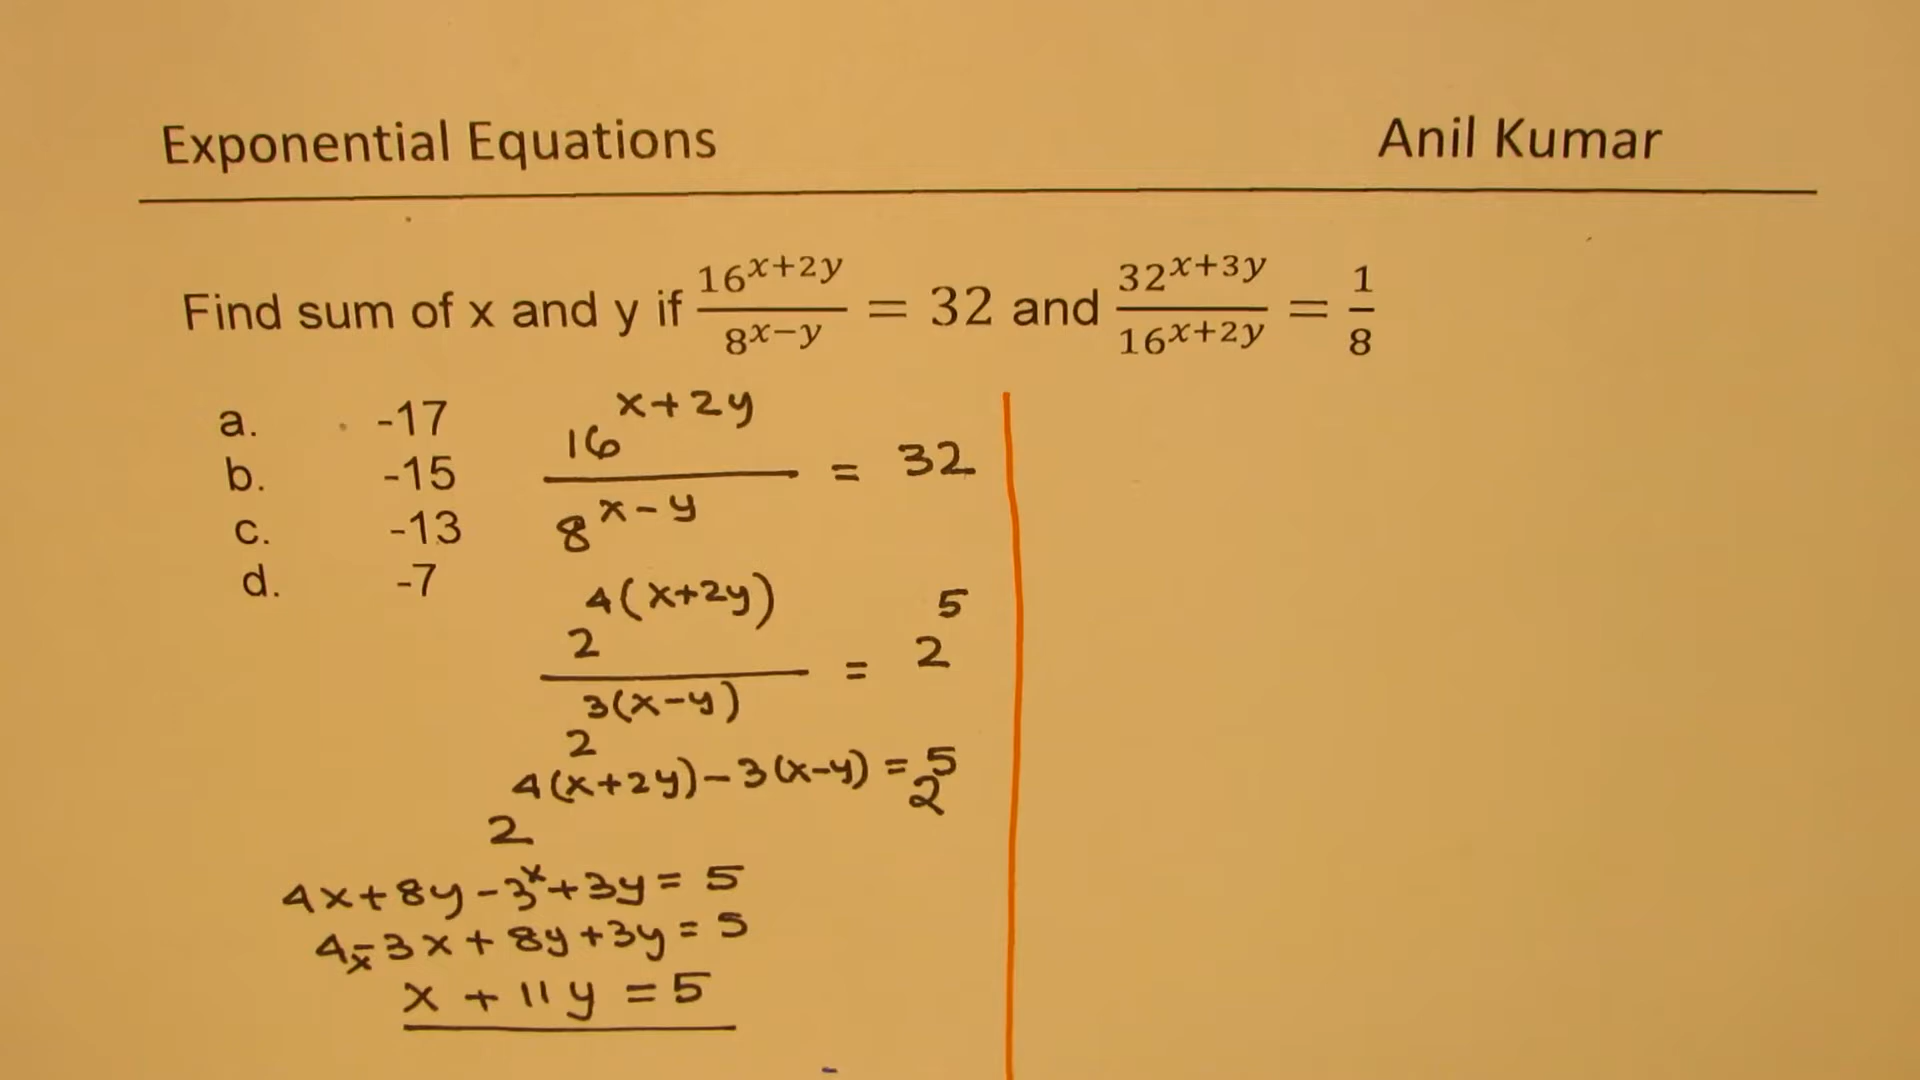 Exponential Equations Anil Kumar
Find sum of x and y if 16^{x+2y}/8^{x−y} = 32 and 32^{x+3y}/16^{x+2y} = 1/8
a. -17
b. -15
c. -13
d. -7
16^{x+2y}/8^{x-y} = 32
2^{4(x+2y)}/2^{3(x-y)} = 2^5
2^{4(x+2y)-3(x-y)} = 2^5
4x+8y-3x+3y = 5
4x-3x+8y+3y = 5
x + 11y = 5